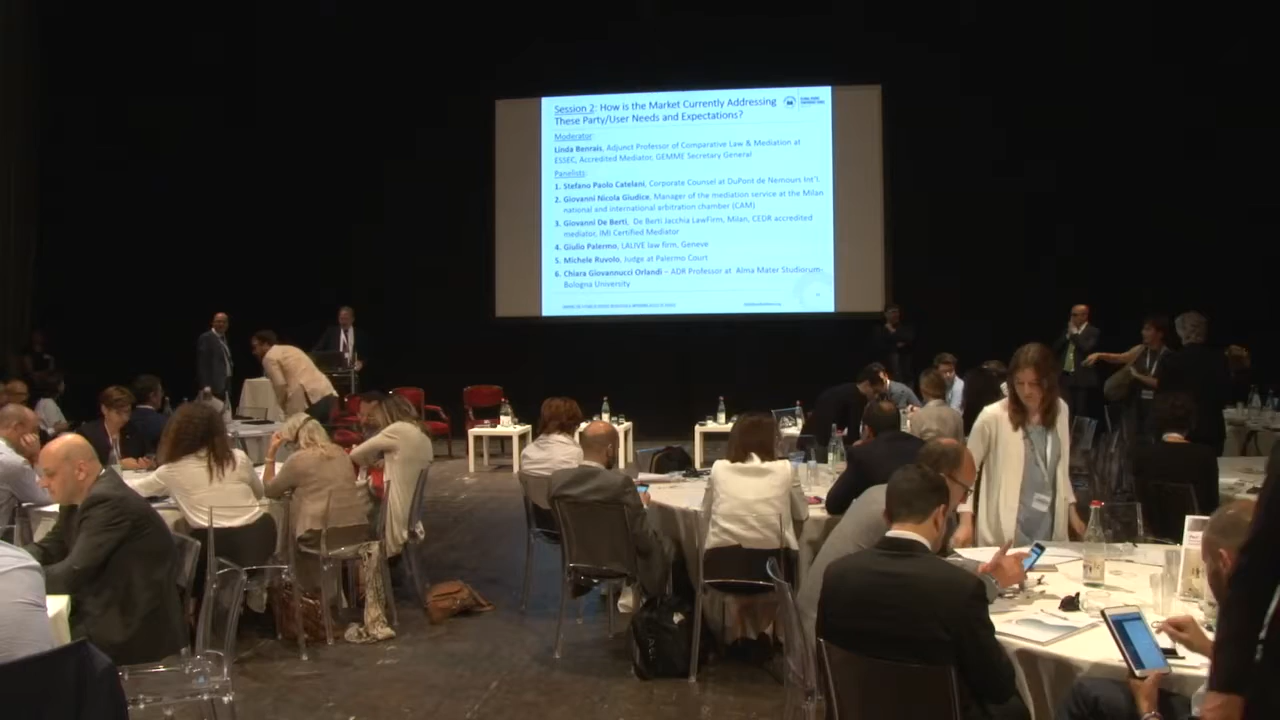 Session 2: How is the Market Currently Addressing
These Party/User Needs and Expectations?
Moderator:
Linda Benrais, Adjunct Professor of Comparative Law & Mediation at
ESSEC, Accredited Mediator, GEMME Secretary General
Panelists:
1. Stefano Paolo Catelani, Corporate Counsel at DuPont de Nemours Int'l.
2. Giovanni Nicola Giudice, Manager of the mediation service at the Milan
national and international arbitration chamber (CAM)
3. Giovanni De Berti, De Berti Jacchia LawFirm, Milan, CEDR accredited
mediator, IMI Certified Mediator
4. Giulio Palermo, LALIVE law firm, Geneve
5. Michele Ruvolo, Judge at Palermo Court
6. Chiara Giovannucci Orlandi – ADR Professor at Alma Mater Studiorum-
Bologna University